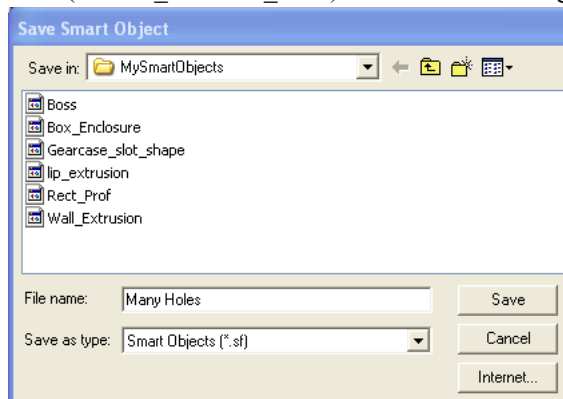 Save Smart Object
Save in: MySmartObjects
Boss
Box_Enclosure
Gearcase_slot_shape
lip_extrusion
Rect_Prof
Wall_Extrusion
File name: Many Holes Save
Save as type: Smart Objects (*.sf) Cancel
Internet...